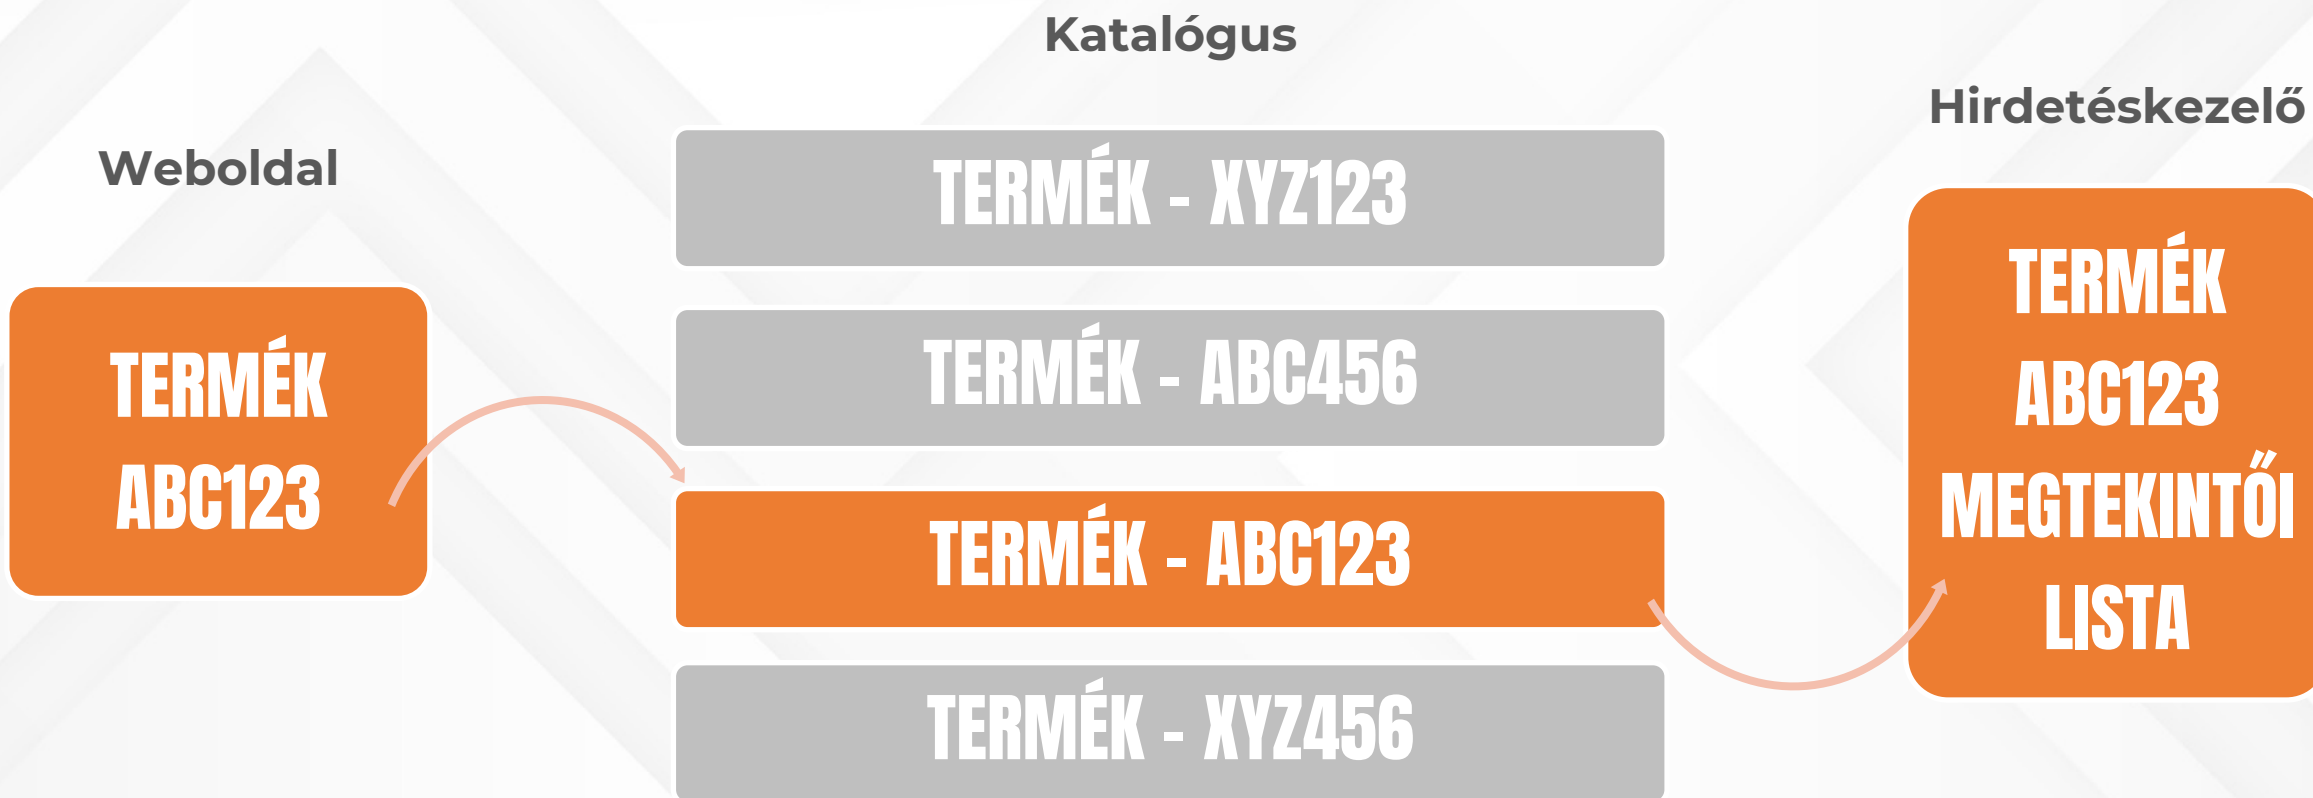 Katalógus
Hirdetéskezelő
Weboldal
TERMÉK
ABC123
TERMÉK - XYZ123
TERMÉK - ABC456
TERMÉK - ABC123
TERMÉK - XYZ456
TERMÉK
ABC123
MEGTEKINTŐI
LISTA